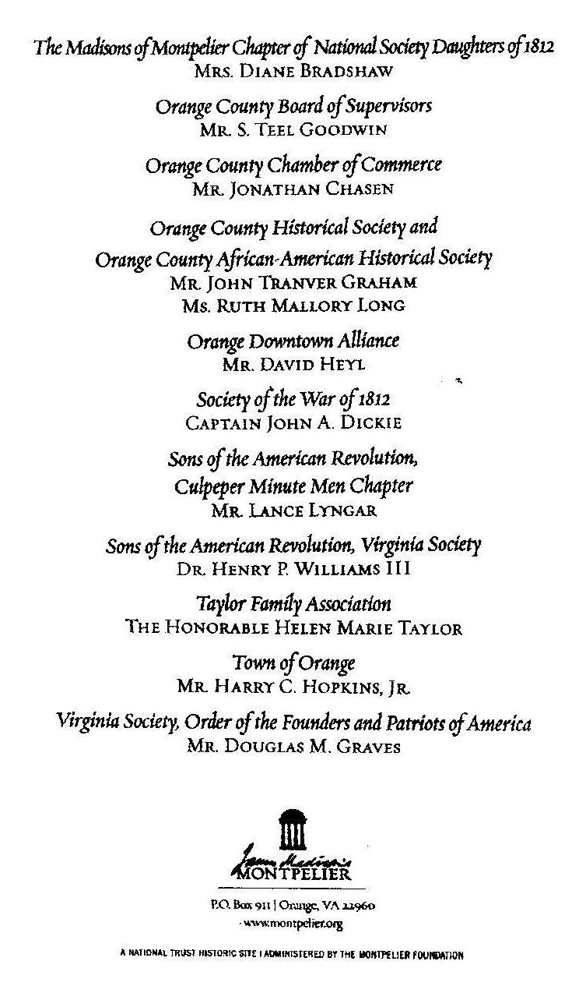 The Madisons of Montpelier Chapter of National Society Daughters of 1812
MRS. DIANE BRADSHAW
Orange County Board of Supervisors
MR. S. TEEL GOODWIN
Orange County Chamber of Commerce
MR. JONATHAN CHASEN
Orange County Historical Society and
Orange County African-American Historical Society
MR. JOHN TRANVER GRAHAM
MS. RUTH MALLORY LONG
Orange Downtown Alliance
MR. DAVID HEYL
Society of the War of 1812
CAPTAIN JOHN A. DICKIE
Sons of the American Revolution,
Culpeper Minute Men Chapter
MR. LANCE LYNGAR
Sons of the American Revolution, Virginia Society
DR. HENRY P. WILLIAMS III
Taylor Family Association
THE HONORABLE HELEN MARIE TAYLOR
Town of Orange
MR. HARRY C. HOPKINS, JR.
Virginia Society, Order of the Founders and Patriots of America
MR. DOUGLAS M. GRAVES
James Madison's
MONTPELIER
P.O. Box 911 | Orange, VA 22960
www.montpelier.org
A NATIONAL TRUST HISTORIC SITE | ADMINISTERED BY THE MONTPELIER FOUNDATION